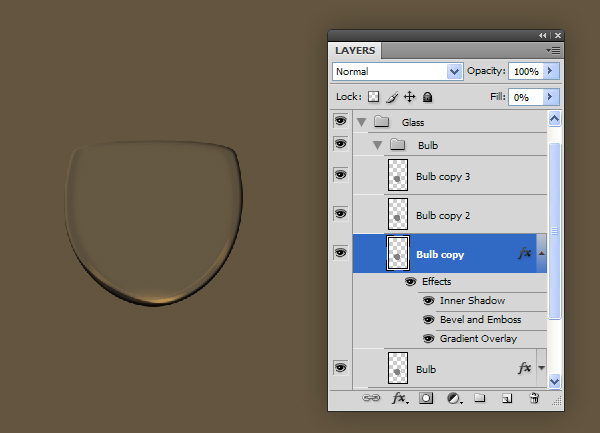 LAYERS
Normal Opacity: 100%
Lock: Fill: 0%
Glass
Bulb
Bulb copy 3
Bulb copy 2
Bulb copy fx
Effects
Inner Shadow
Bevel and Emboss
Gradient Overlay
Bulb fx
fx.